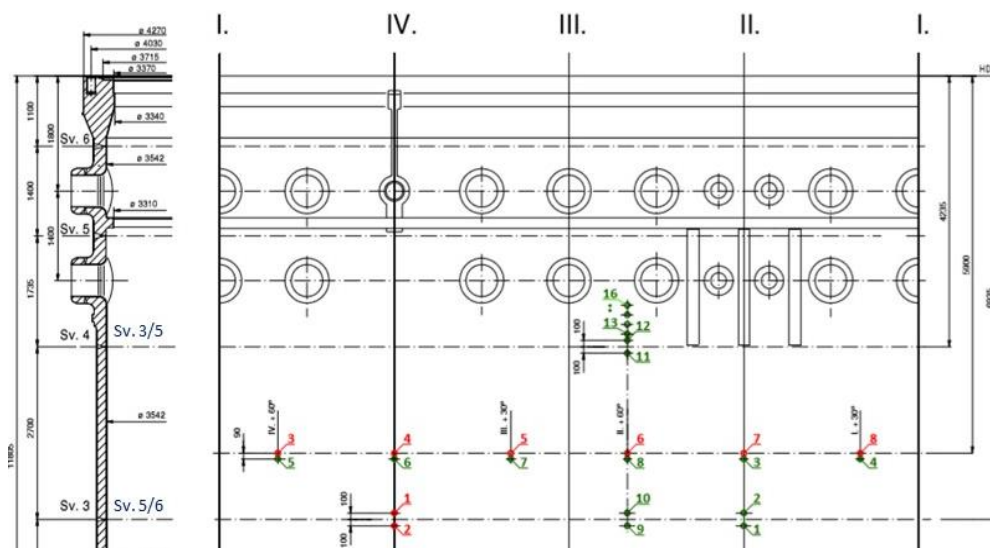 I. IV. III. II. I.
ø 4270
ø 4030
ø 3715
ø 3370
HD
1100
1800
ø 3340
Sv. 6
ø 3542
1400
ø 3310
4235
5900
Sv. 5
1400
1735
16
:
13 12
100
Sv. 4 Sv. 3/5
11
100
11805
2700
ø 3542
IV. + 60° III. + 30° II. + 60° I. + 30°
90
3 4 5 6 7 8
5 6 7 8 3 4
100 1 10 2
Sv. 3 Sv. 5/6
100 2 9 1